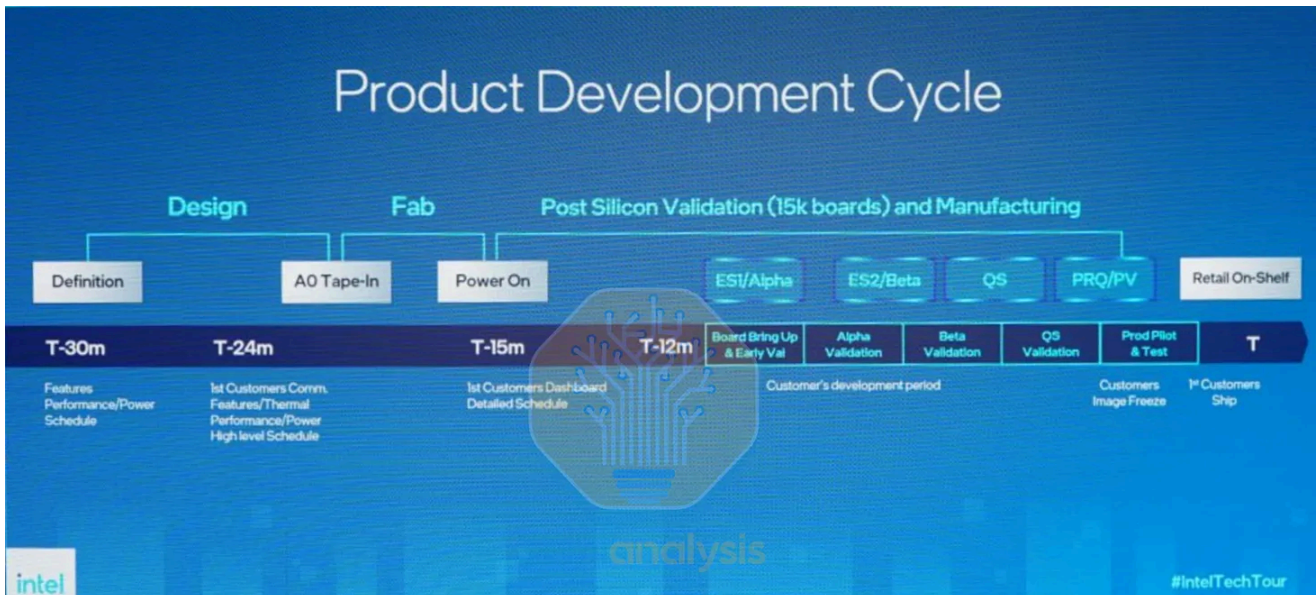 Product Development Cycle
Design
Fab
Post Silicon Validation (15k boards) and Manufacturing
Definition
A0 Tape-In
Power On
ES1/Alpha
ES2/Beta
QS
PRQ/PV
Retail On-Shelf
T-30m
T-24m
T-15m
T-12m
Board Bring Up
& Early Val
Alpha
Validation
Beta
Validation
QS
Validation
Prod Pilot
& Test
T
Features
Performance/Power
Schedule
1st Customers Comm.
Features/Thermal
Performance/Power
High level Schedule
1st Customers Dashboard
Detailed Schedule
Customer's development period
Customers
Image Freeze
1st Customers
Ship
analysis
intel
#IntelTechTour